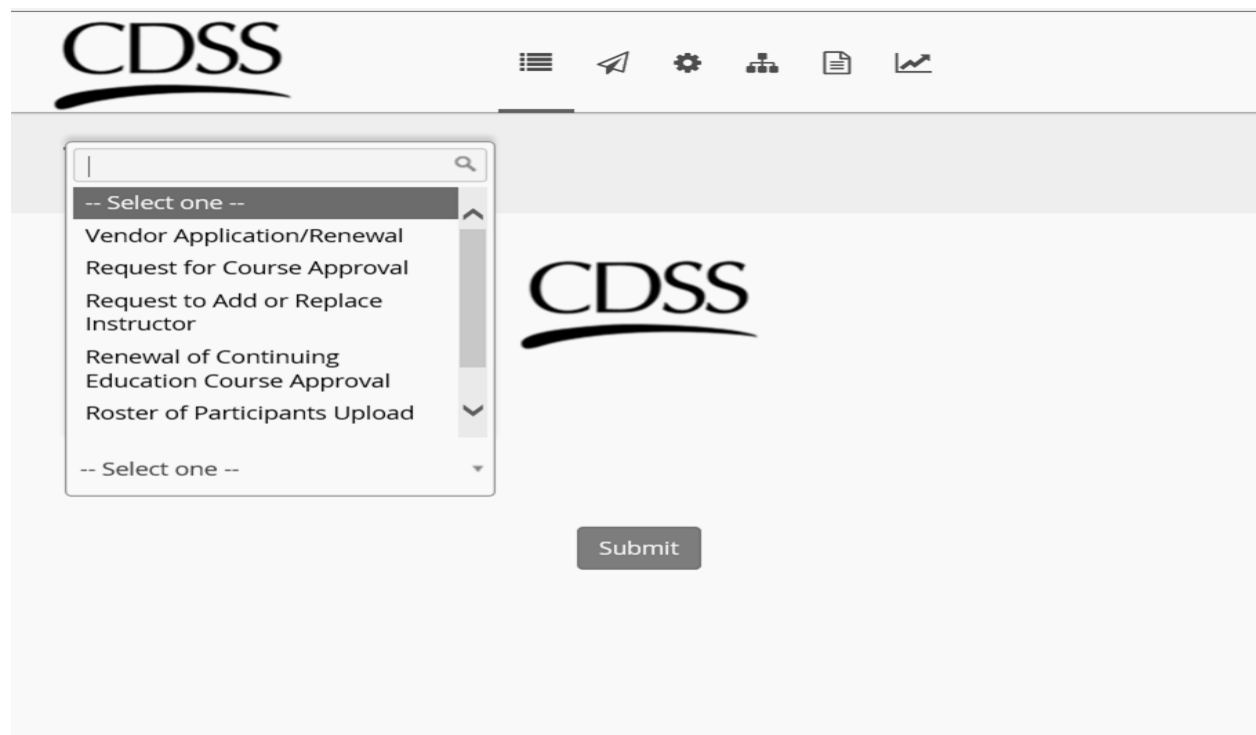 CDSS
-- Select one --
Vendor Application/Renewal
Request for Course Approval
Request to Add or Replace
Instructor
Renewal of Continuing
Education Course Approval
Roster of Participants Upload
-- Select one --
CDSS
Submit